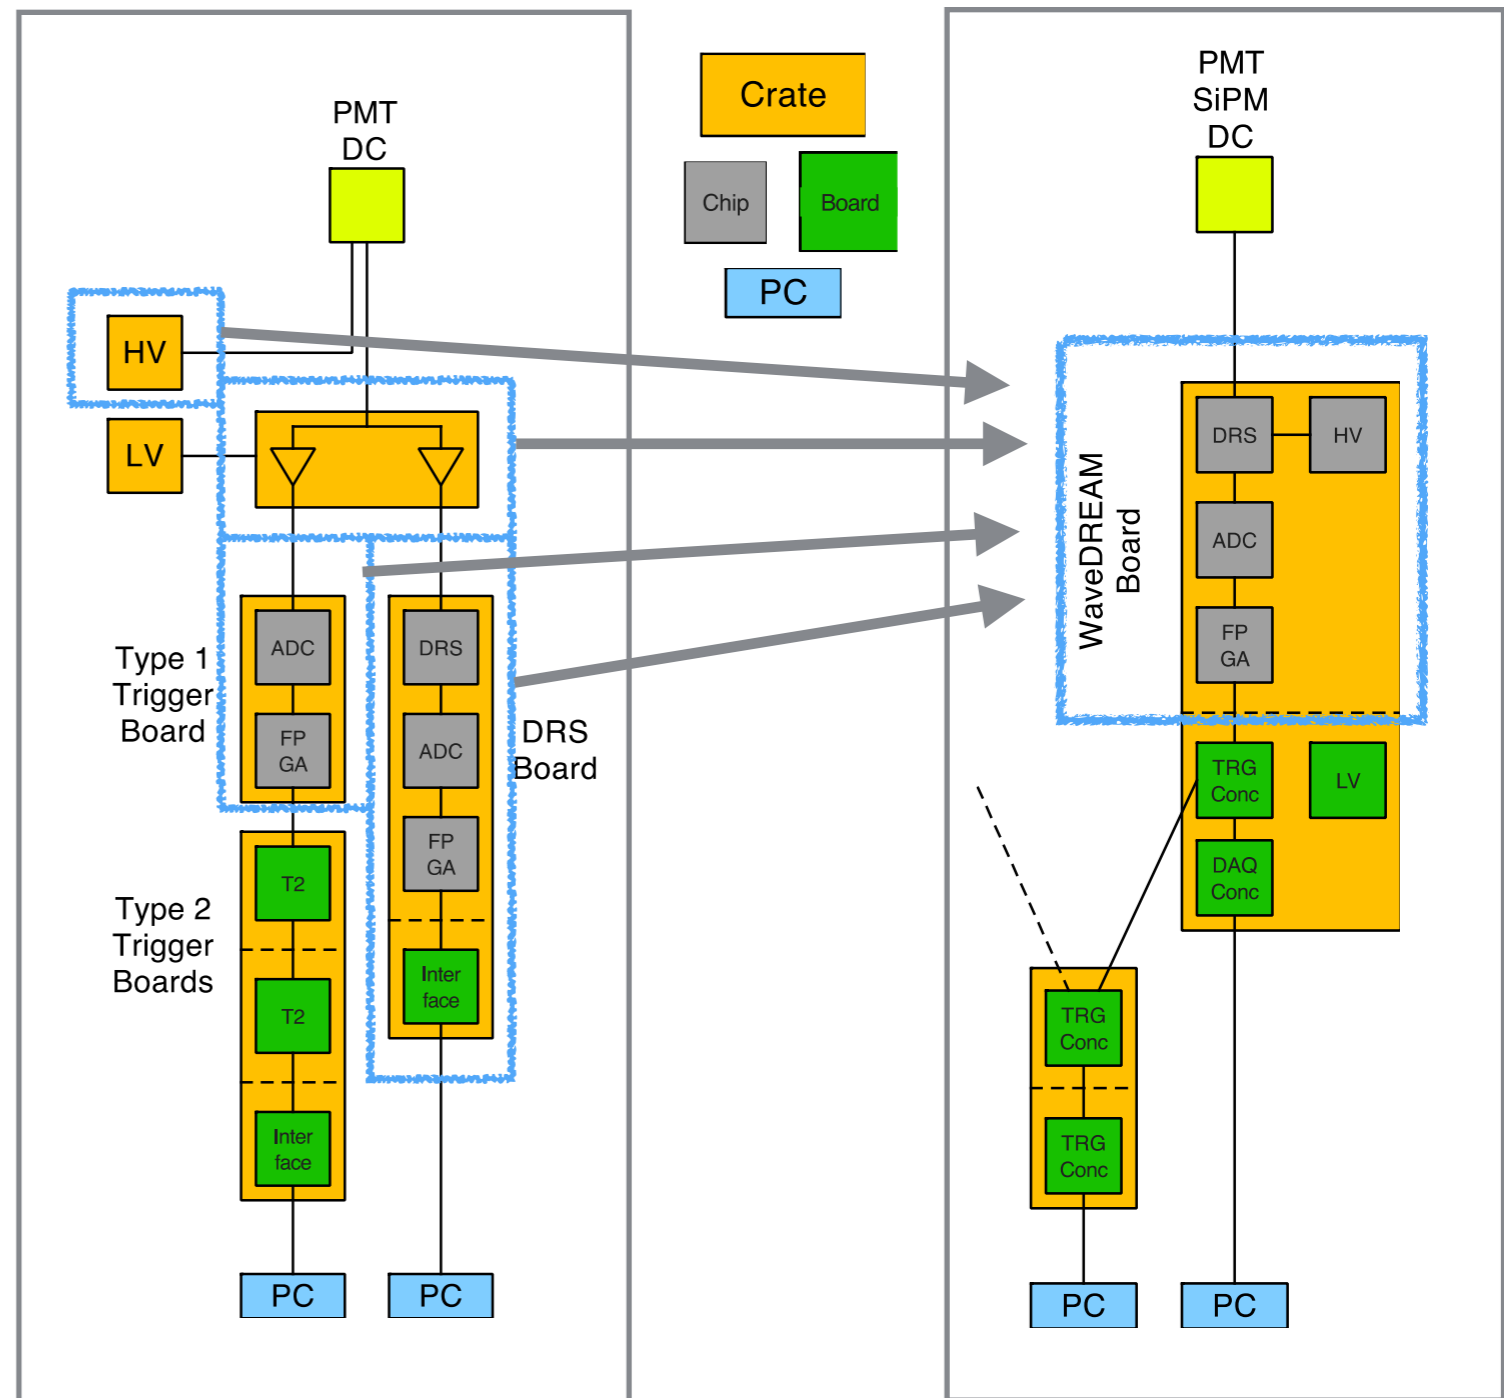 PMT
DC
HV
LV
Type 1
Trigger
Board
ADC
FP
GA
DRS
ADC
FP
GA
Inter
face
DRS
Board
Type 2
Trigger
Boards
T2
T2
Inter
face
PC
PC
Crate
Chip
Board
PC
PMT
SiPM
DC
WaveDREAM
Board
DRS
HV
ADC
FP
GA
TRG
Conc
LV
DAQ
Conc
TRG
Conc
TRG
Conc
PC
PC